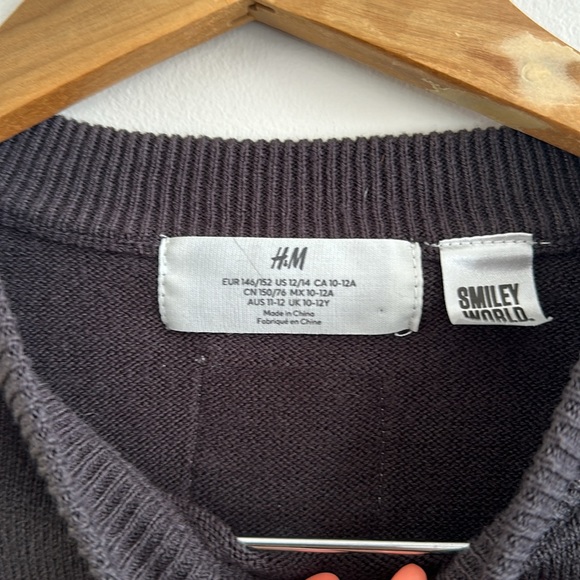 H&M
EUR 146/152 US 12/14 CA 10-12A
CN 150/76 MX 10-12A
AUS 11-12 UK 10-12Y
Made in China
Fabriqué en Chine
SMILEY
WORLD